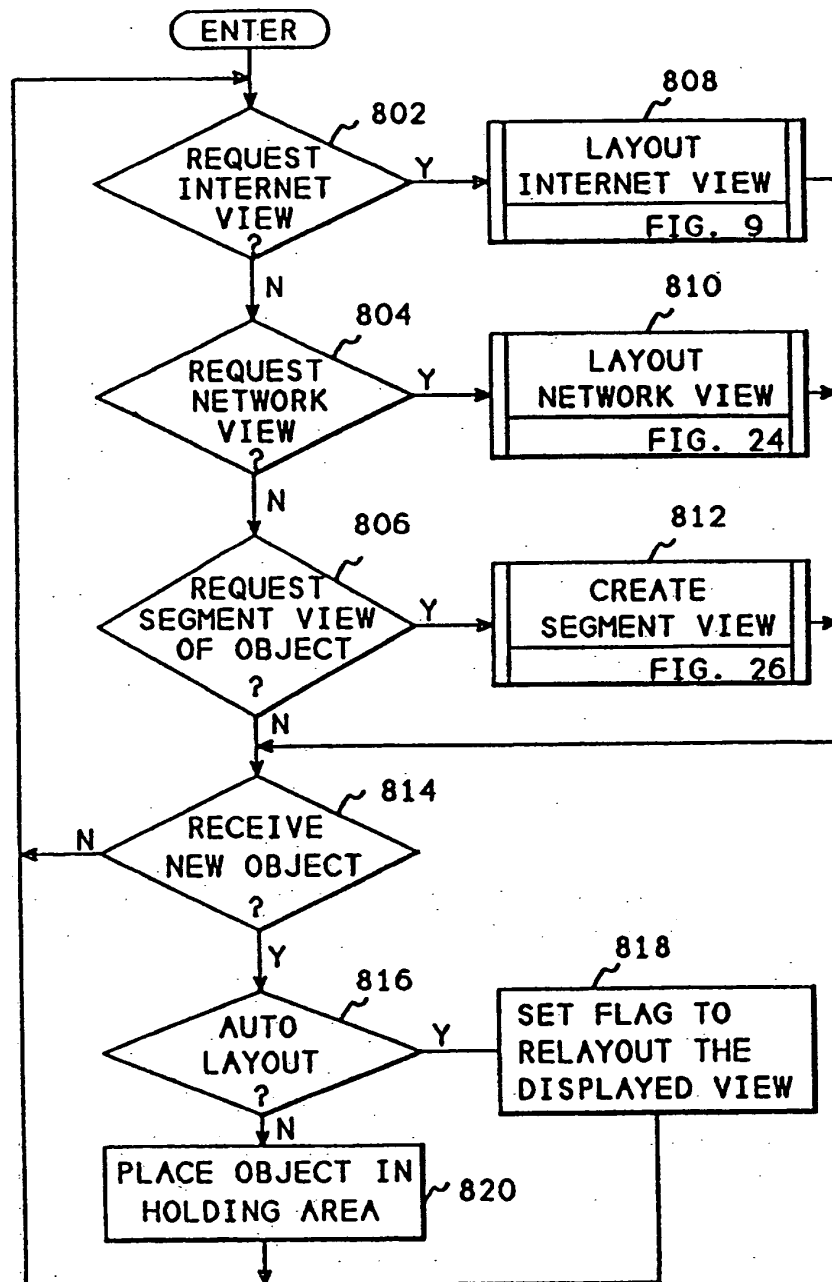 ENTER
802
REQUEST
INTERNET
VIEW
?
Y
N
808
LAYOUT
INTERNET VIEW
FIG. 9
804
REQUEST
NETWORK
VIEW
?
Y
N
810
LAYOUT
NETWORK VIEW
FIG. 24
806
REQUEST
SEGMENT VIEW
OF OBJECT
?
Y
N
812
CREATE
SEGMENT VIEW
FIG. 26
814
RECEIVE
NEW OBJECT
?
N
Y
816
AUTO
LAYOUT
?
Y
N
818
SET FLAG TO
RELAYOUT THE
DISPLAYED VIEW
PLACE OBJECT IN
HOLDING AREA
820